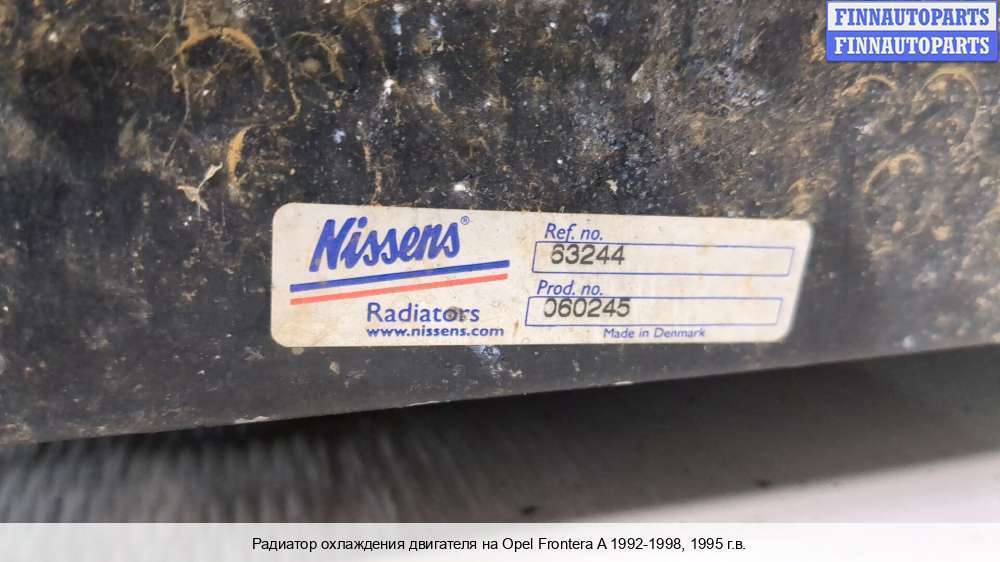 FINNAUTOPARTS
FINNAUTOPARTS
Nissens®
Radiators
www.nissens.com
Ref. no.
63244
Prod. no.
060245
Made in Denmark
Радиатор охлаждения двигателя на Opel Frontera A 1992-1998, 1995 г.в.